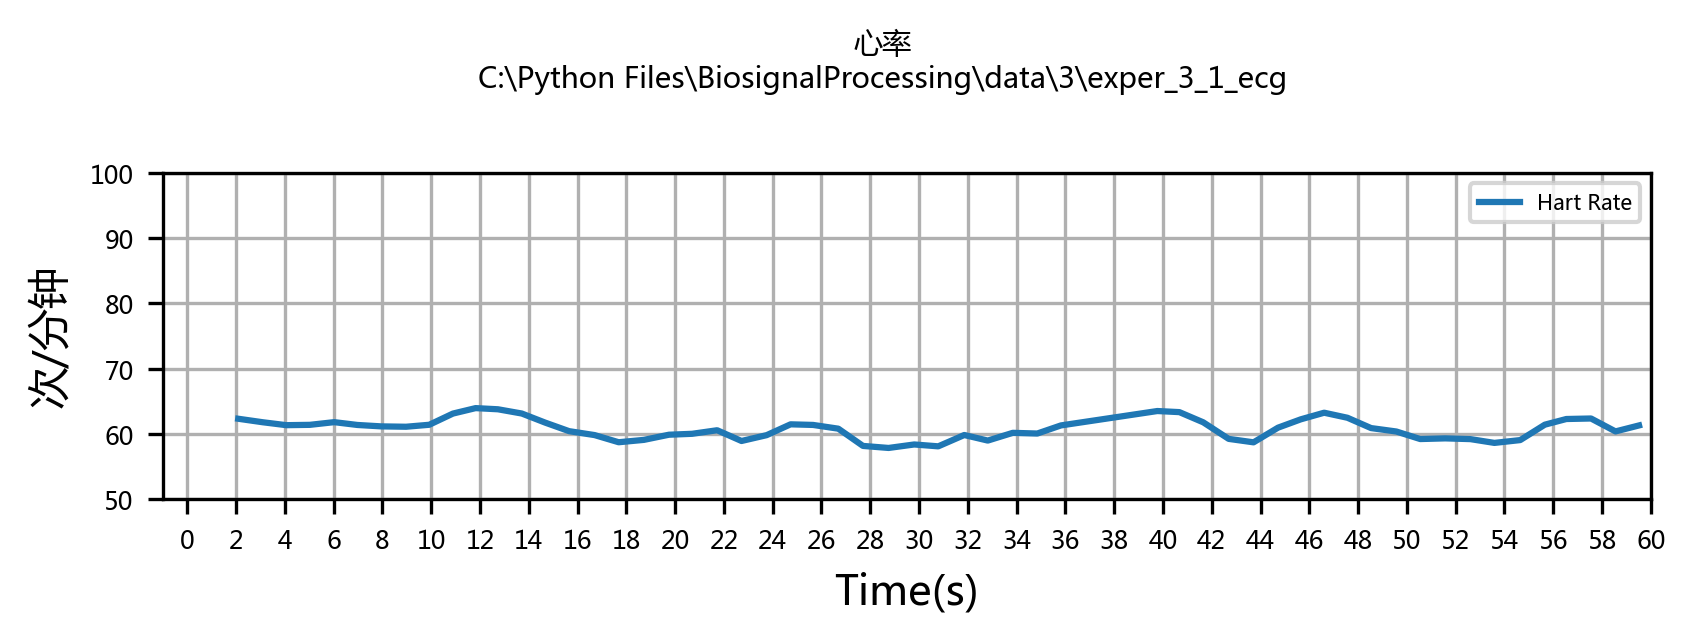 心率
C:\Python Files\BiosignalProcessing\data\3\exper_3_1_ecg
100
90
80
70
60
50
次/分钟
Hart Rate
0 2 4 6 8 10 12 14 16 18 20 22 24 26 28 30 32 34 36 38 40 42 44 46 48 50 52 54 56 58 60
Time(s)